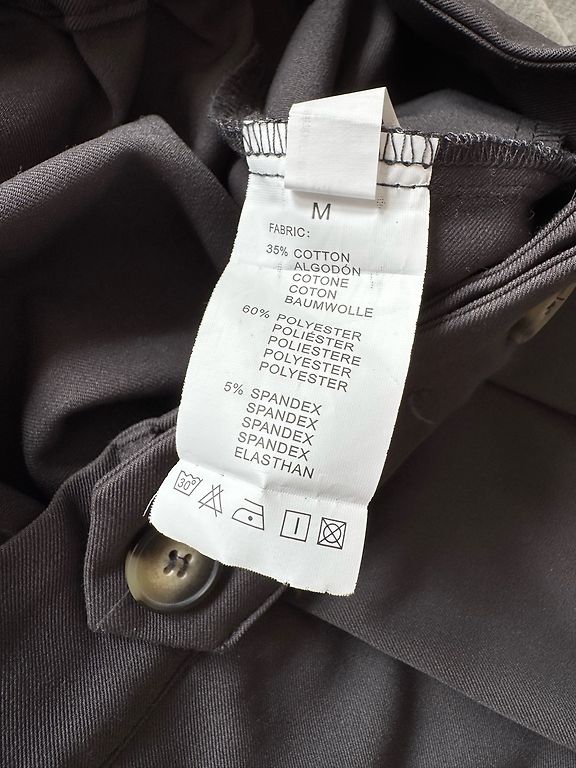 M
FABRIC:
35% COTTON
ALGODÓN
COTONE
COTON
BAUMWOLLE
60% POLYESTER
POLIÉSTER
POLIESTERE
POLYESTER
POLYESTER
5% SPANDEX
SPANDEX
SPANDEX
SPANDEX
ELASTHAN
30°